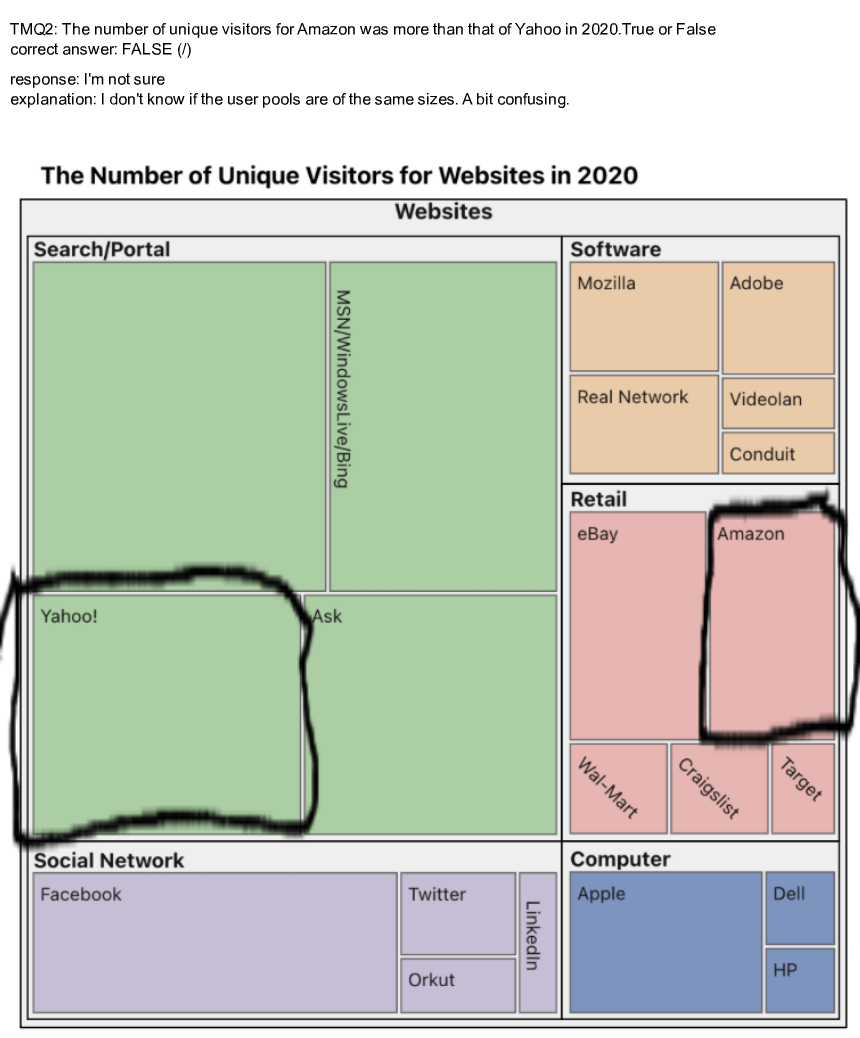 TMQ2: The number of unique visitors for Amazon was more than that of Yahoo in 2020.True or False
correct answer: FALSE (/)
response: I'm not sure
explanation: I don't know if the user pools are of the same sizes. A bit confusing.
The Number of Unique Visitors for Websites in 2020
Websites
Search/Portal
MSN/WindowsLive/Bing
Yahoo!
Ask
Software
Mozilla
Adobe
Real Network
Videolan
Conduit
Retail
eBay
Amazon
Wal-Mart
Craigslist
Target
Social Network
Facebook
Twitter
Orkut
LinkedIn
Computer
Apple
Dell
HP